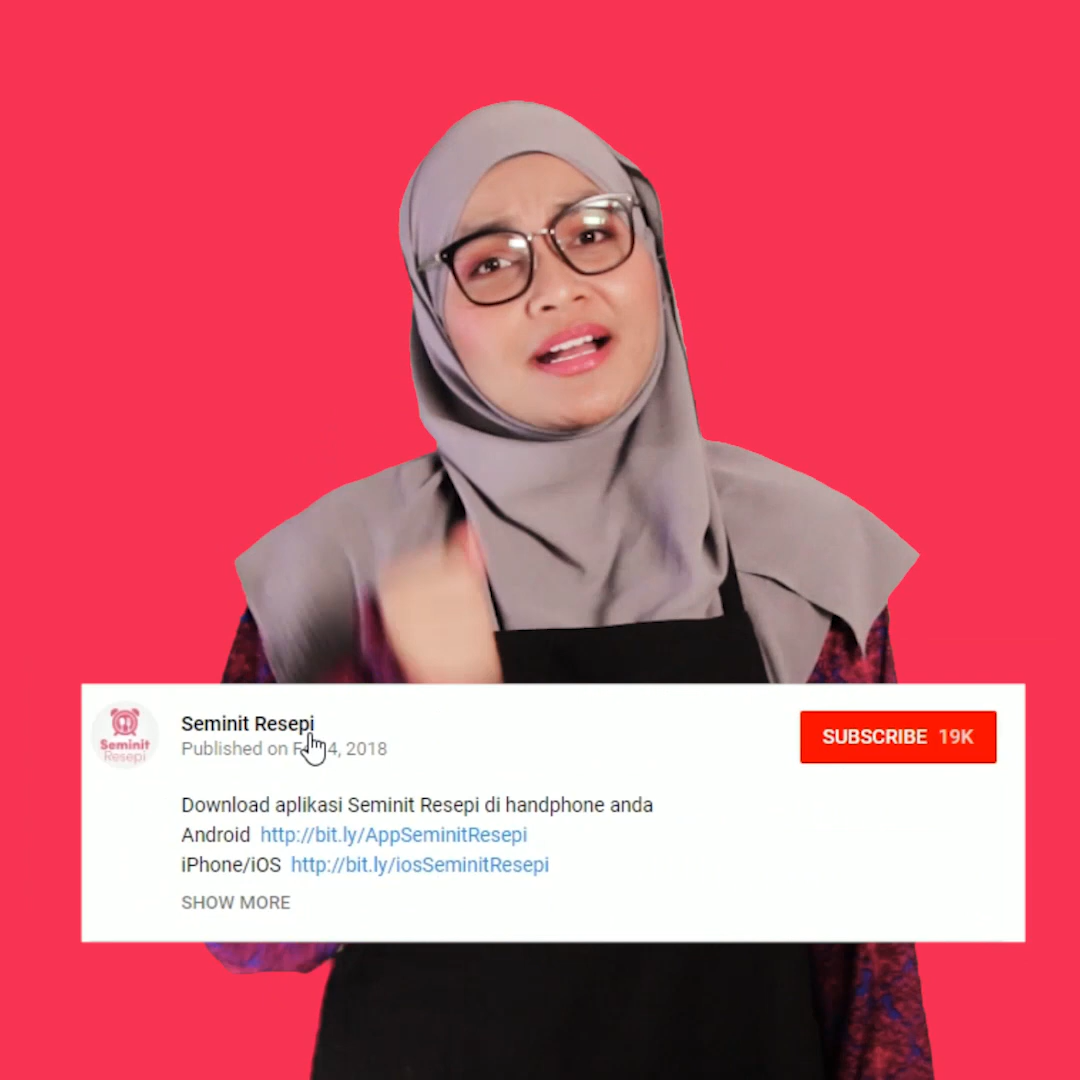 Seminit
Resepi
Seminit Resepi
Published on 4, 2018
SUBSCRIBE 19K
Download aplikasi Seminit Resepi di handphone anda
Android http://bit.ly/AppSeminitResepi
iPhone/iOS http://bit.ly/iosSeminitResepi
SHOW MORE